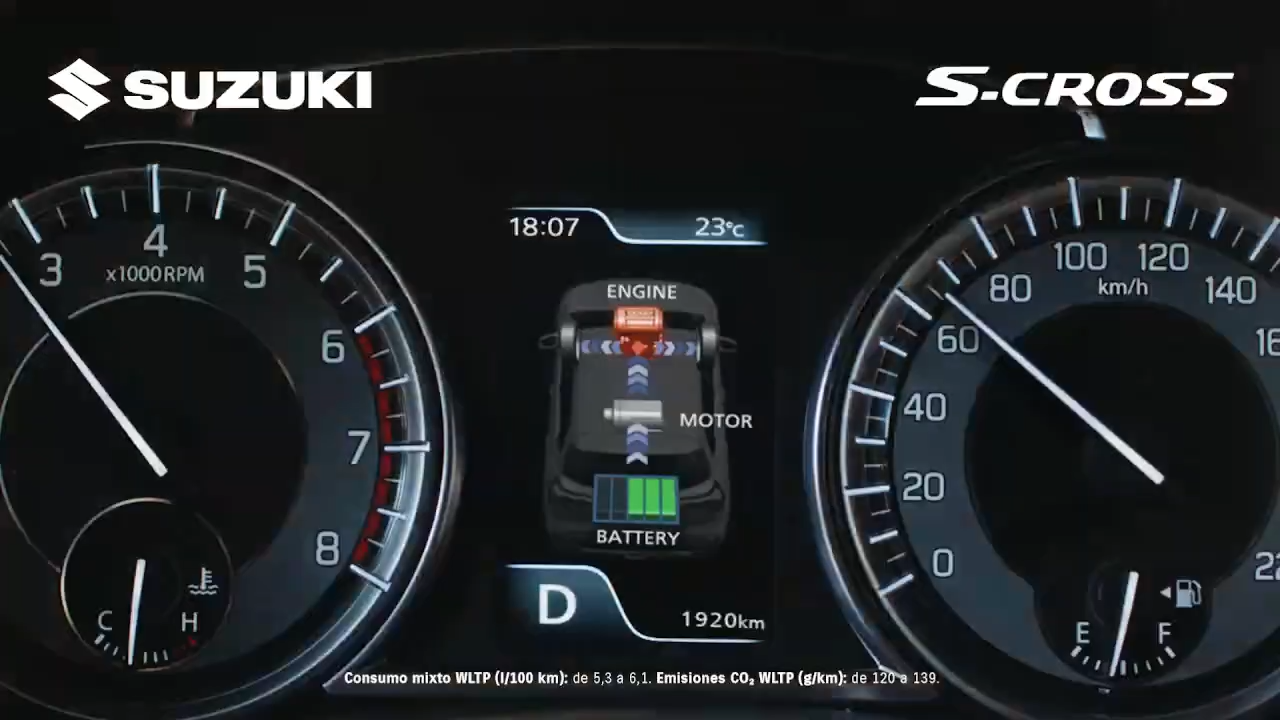 SUZUKI
S-CROSS
18:07 23°C
ENGINE
MOTOR
BATTERY
D
1920km
3 4 5 6 7 8
x1000RPM
C H
0 20 40 60 80 100 120 140
km/h
E F
Consumo mixto WLTP (l/100 km): de 5,3 a 6,1. Emisiones CO₂ WLTP (g/km): de 120 a 139.